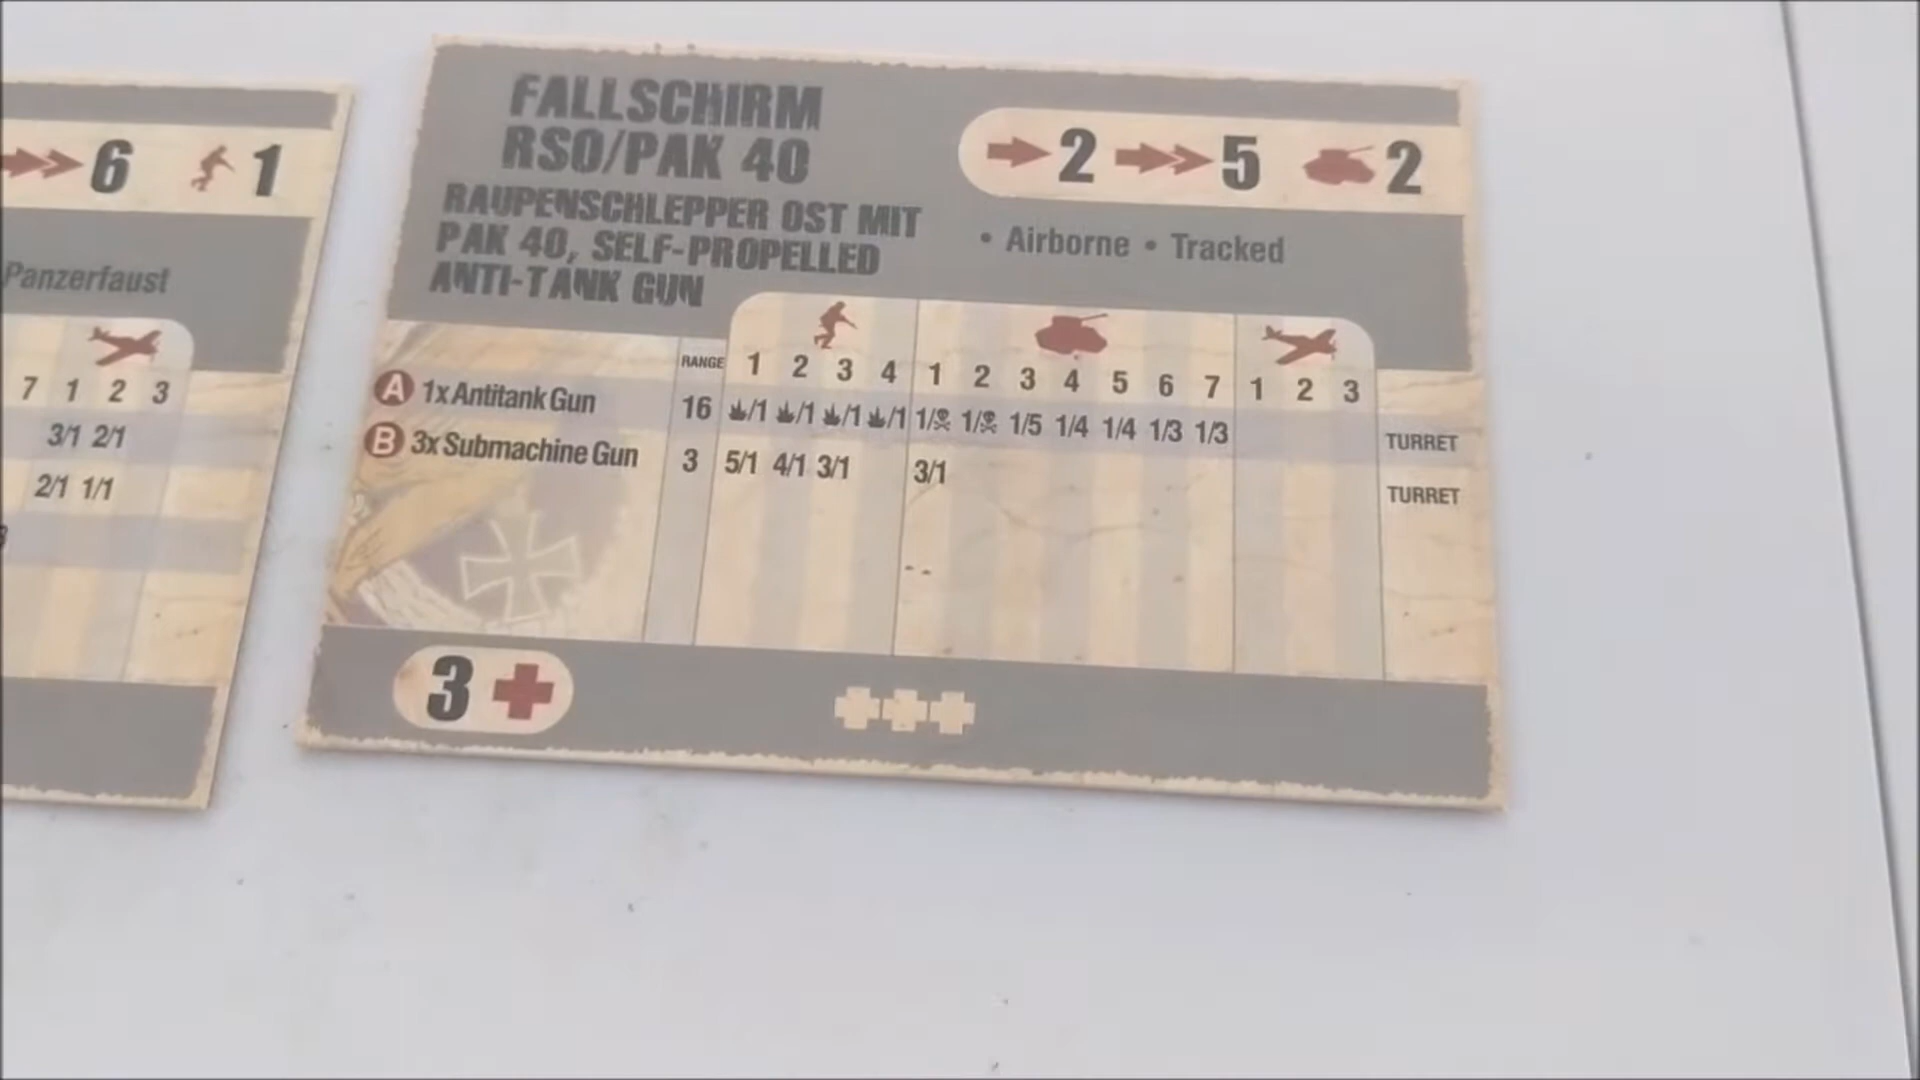 6 1
Panzerfaust
7 1 2 3
3/1 2/1
2/1 1/1
FALLSCHIRM
RSO/PAK 40
RAUPENSCHLEPPER OST MIT
PAK 40, SELF-PROPELLED
ANTI-TANK GUN
2 5 2
• Airborne • Tracked
RANGE 1 2 3 4 1 2 3 4 5 6 7 1 2 3
A 1x Antitank Gun 16 /1 /1 /1 /1 1/ 1/ 1/5 1/4 1/4 1/3 1/3 TURRET
B 3x Submachine Gun 3 5/1 4/1 3/1 3/1 TURRET
3